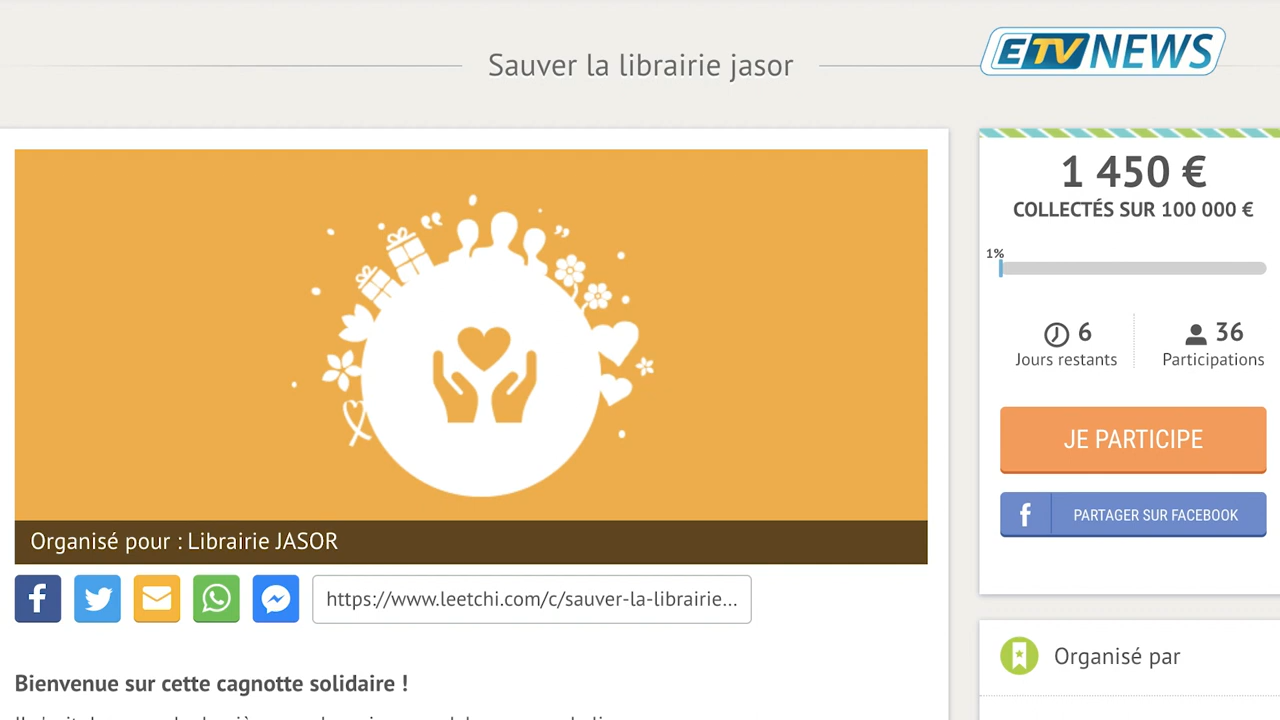 Sauver la librairie jasor
ETV NEWS
1 450 €
COLLECTÉS SUR 100 000 €
1%
6
Jours restants
36
Participations
JE PARTICIPE
PARTAGER SUR FACEBOOK
Organisé pour : Librairie JASOR
https://www.leetchi.com/c/sauver-la-librairie...
Organisé par
Bienvenue sur cette cagnotte solidaire !